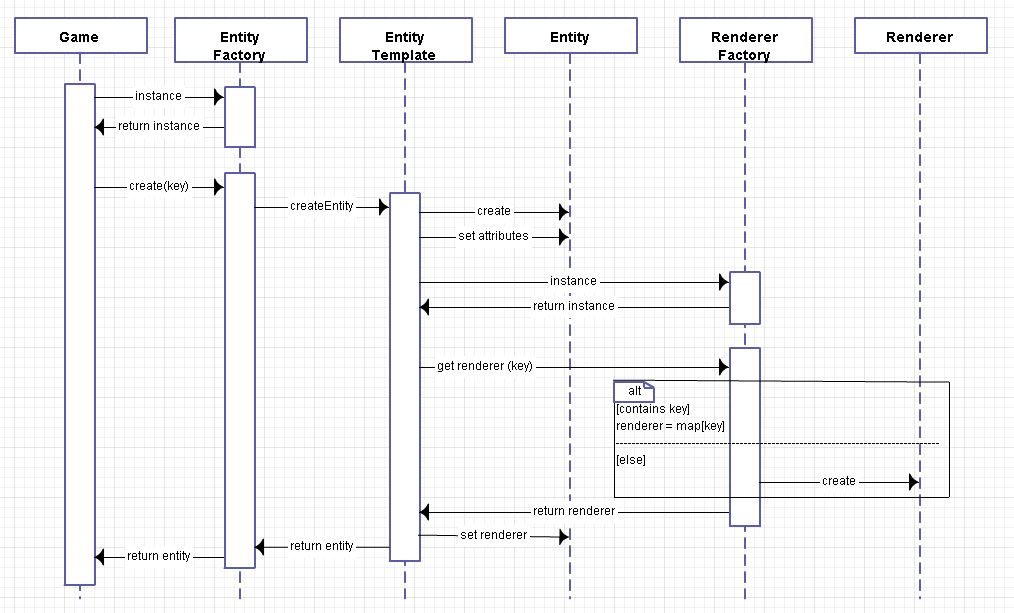 Game
Entity
Factory
Entity
Template
Entity
Renderer
Factory
Renderer
instance
return instance
create(key)
createEntity
create
set attributes
instance
return instance
get renderer (key)
alt
[contains key]
renderer = map[key]
[else]
create
return renderer
set renderer
return entity
return entity